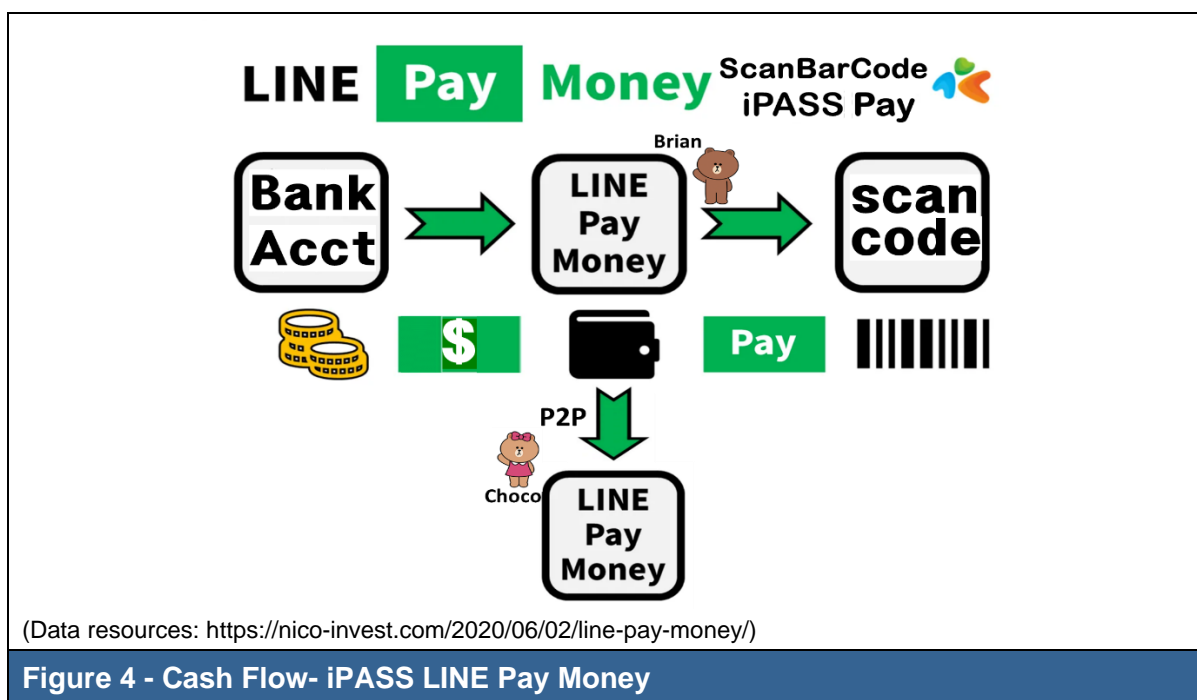 LINE Pay Money ScanBarCode
iPASS Pay
Brian
Bank
Acct
LINE
Pay
Money
scan
code
$
Pay
P2P
Choco
LINE
Pay
Money
(Data resources: https://nico-invest.com/2020/06/02/line-pay-money/)
Figure 4 - Cash Flow- iPASS LINE Pay Money